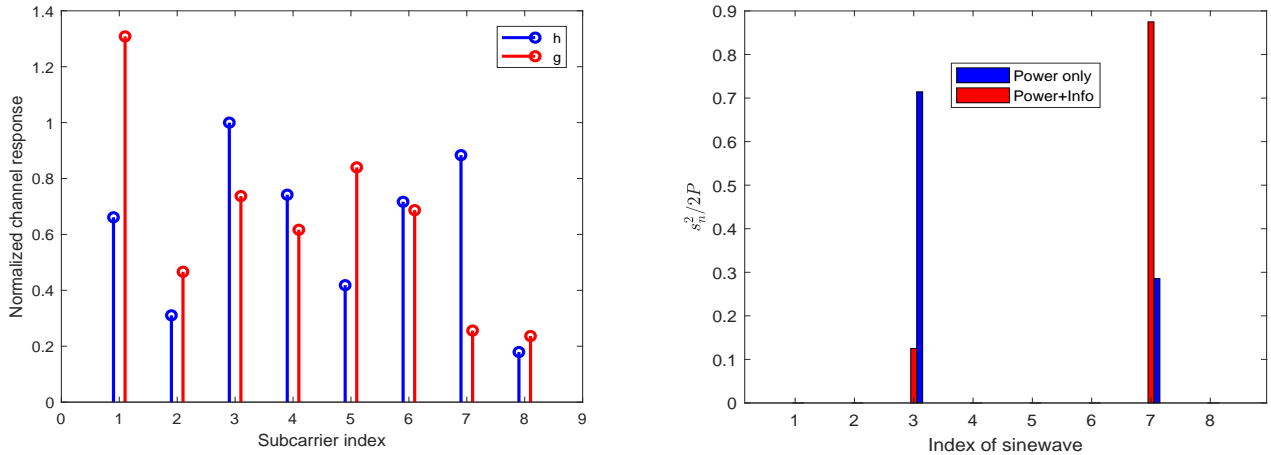 1.4
1.2
1
0.8
0.6
0.4
0.2
0
Normalized channel response
h
g
0 1 2 3 4 5 6 7 8 9
Subcarrier index
0.9
0.8
0.7
0.6
0.5
0.4
0.3
0.2
0.1
0
s_n^2/2P
Power only
Power+Info
1 2 3 4 5 6 7 8
Index of sinewave